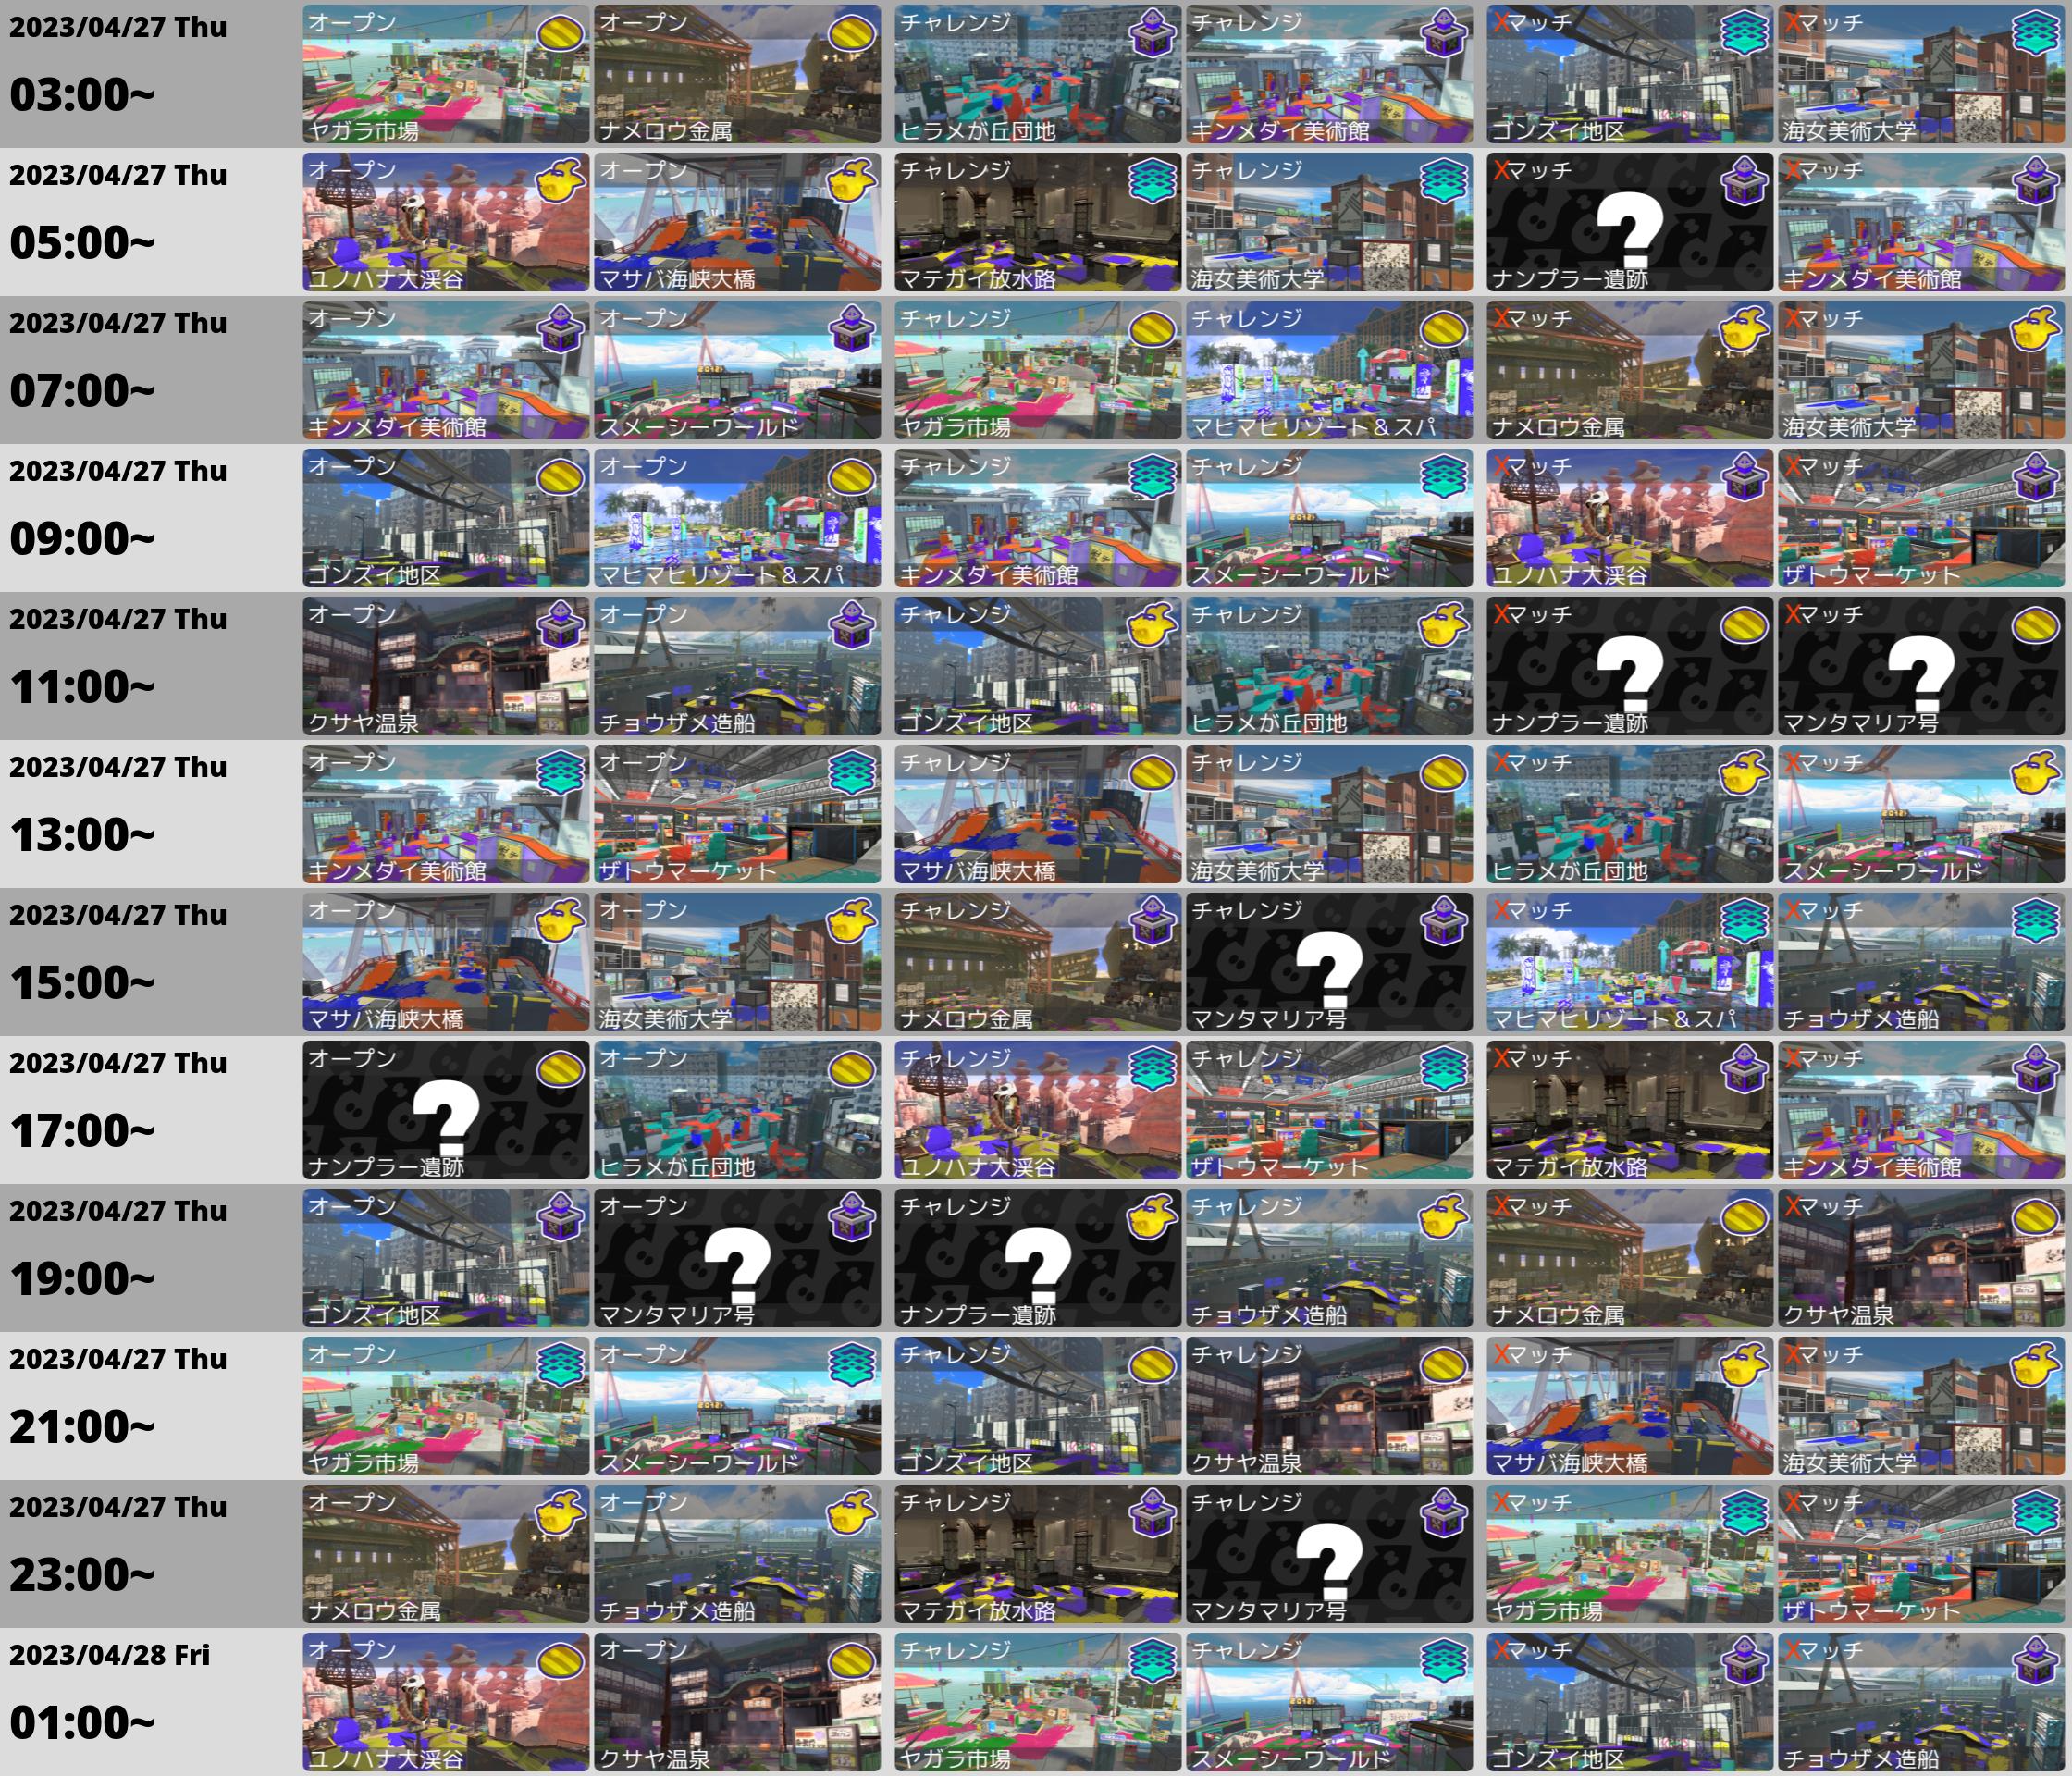 2023/04/27 Thu
03:00~
オープン オープン チャレンジ チャレンジ Xマッチ Xマッチ
ヤガラ市場 ナメロウ金属 ヒラメが丘団地 キンメダイ美術館 ゴンズイ地区 海女美術大学
2023/04/27 Thu
05:00~
オープン オープン チャレンジ チャレンジ Xマッチ Xマッチ
ユノハナ大渓谷 マサバ海峡大橋 マテガイ放水路 海女美術大学 ナンプラー遺跡 キンメダイ美術館
2023/04/27 Thu
07:00~
オープン オープン チャレンジ チャレンジ Xマッチ Xマッチ
キンメダイ美術館 スメーシーワールド ヤガラ市場 マヒマヒリゾート&スパ ナメロウ金属 海女美術大学
2023/04/27 Thu
09:00~
オープン オープン チャレンジ チャレンジ Xマッチ Xマッチ
ゴンズイ地区 マヒマヒリゾート&スパ キンメダイ美術館 スメーシーワールド ユノハナ大渓谷 ザトウマーケット
2023/04/27 Thu
11:00~
オープン オープン チャレンジ チャレンジ Xマッチ Xマッチ
クサヤ温泉 チョウザメ造船 ゴンズイ地区 ヒラメが丘団地 ナンプラー遺跡 マンタマリア号
2023/04/27 Thu
13:00~
オープン オープン チャレンジ チャレンジ Xマッチ Xマッチ
キンメダイ美術館 ザトウマーケット マサバ海峡大橋 海女美術大学 ヒラメが丘団地 スメーシーワールド
2023/04/27 Thu
15:00~
オープン オープン チャレンジ チャレンジ Xマッチ Xマッチ
マサバ海峡大橋 海女美術大学 ナメロウ金属 マンタマリア号 マヒマヒリゾート&スパ チョウザメ造船
2023/04/27 Thu
17:00~
オープン オープン チャレンジ チャレンジ Xマッチ Xマッチ
ナンプラー遺跡 ヒラメが丘団地 ユノハナ大渓谷 ザトウマーケット マテガイ放水路 キンメダイ美術館
2023/04/27 Thu
19:00~
オープン オープン チャレンジ チャレンジ Xマッチ Xマッチ
ゴンズイ地区 マンタマリア号 ナンプラー遺跡 チョウザメ造船 ナメロウ金属 クサヤ温泉
2023/04/27 Thu
21:00~
オープン オープン チャレンジ チャレンジ Xマッチ Xマッチ
ヤガラ市場 スメーシーワールド ゴンズイ地区 クサヤ温泉 マサバ海峡大橋 海女美術大学
2023/04/27 Thu
23:00~
オープン オープン チャレンジ チャレンジ Xマッチ Xマッチ
ナメロウ金属 チョウザメ造船 マテガイ放水路 マンタマリア号 ヤガラ市場 ザトウマーケット
2023/04/28 Fri
01:00~
オープン オープン チャレンジ チャレンジ Xマッチ Xマッチ
ユノハナ大渓谷 クサヤ温泉 ヤガラ市場 スメーシーワールド ゴンズイ地区 チョウザメ造船